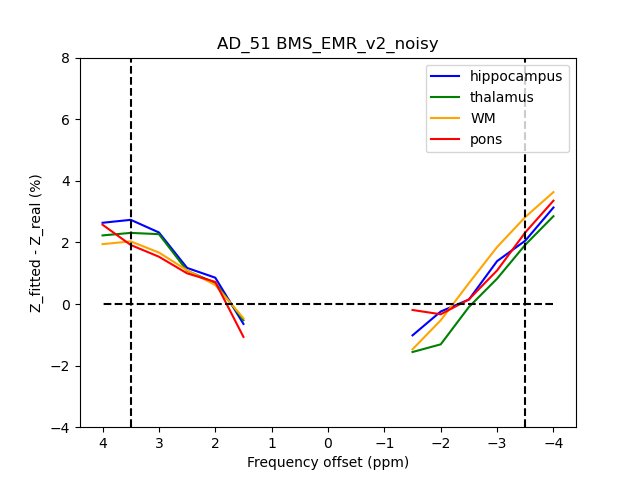 AD_51 BMS_EMR_v2_noisy
hippocampus
thalamus
WM
pons
Z_fitted - Z_real (%)
8
6
4
2
0
−2
−4
4 3 2 1 0 −1 −2 −3 −4
Frequency offset (ppm)